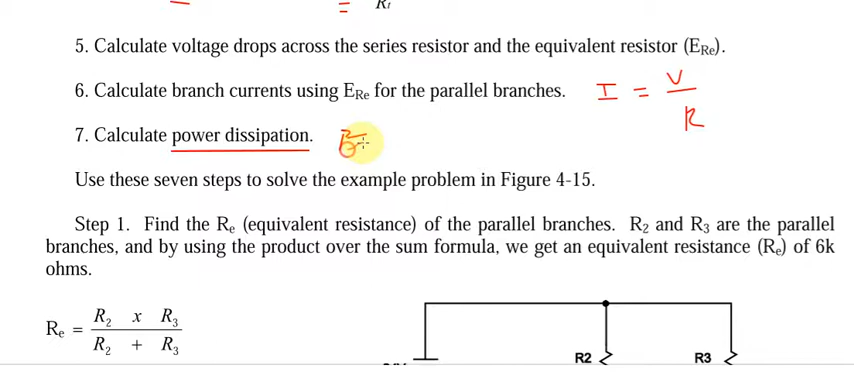 = Rt
5. Calculate voltage drops across the series resistor and the equivalent resistor (ERe).
6. Calculate branch currents using ERe for the parallel branches. I = V / R
7. Calculate power dissipation.
Use these seven steps to solve the example problem in Figure 4-15.
Step 1. Find the Re (equivalent resistance) of the parallel branches. R2 and R3 are the parallel
branches, and by using the product over the sum formula, we get an equivalent resistance (Re) of 6k
ohms.
Re = R2 x R3
R2 + R3
R2 R3